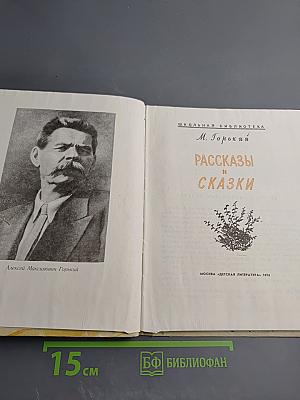 Алексей Максимович Горький
ШКОЛЬНАЯ БИБЛИОТЕКА
М. Горький
РАССКАЗЫ
и
СКАЗКИ
МОСКВА «ДЕТСКАЯ ЛИТЕРАТУРА» 1976
15 см
БФ БИБЛИОФАН